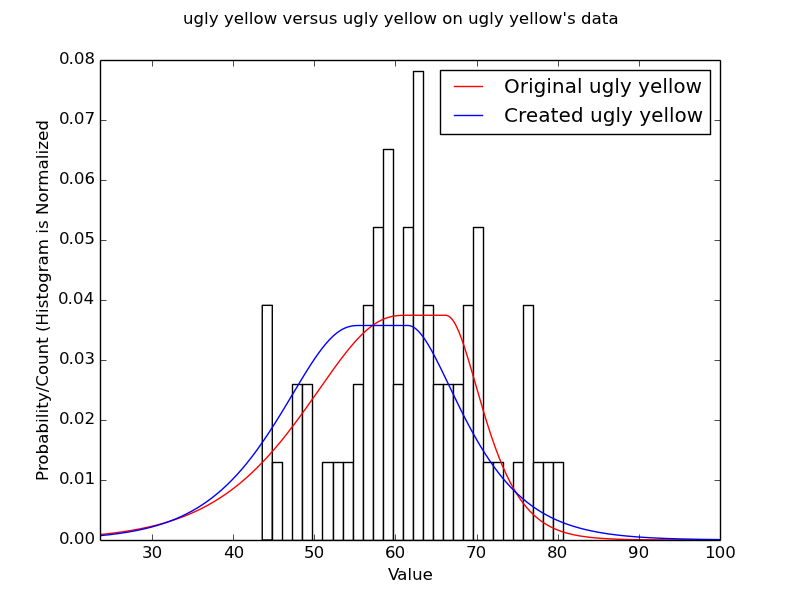 ugly yellow versus ugly yellow on ugly yellow's data
0.08
0.07
0.06
0.05
0.04
0.03
0.02
0.01
0.00
Probability/Count (Histogram is Normalized
Original ugly yellow
Created ugly yellow
30 40 50 60 70 80 90 100
Value